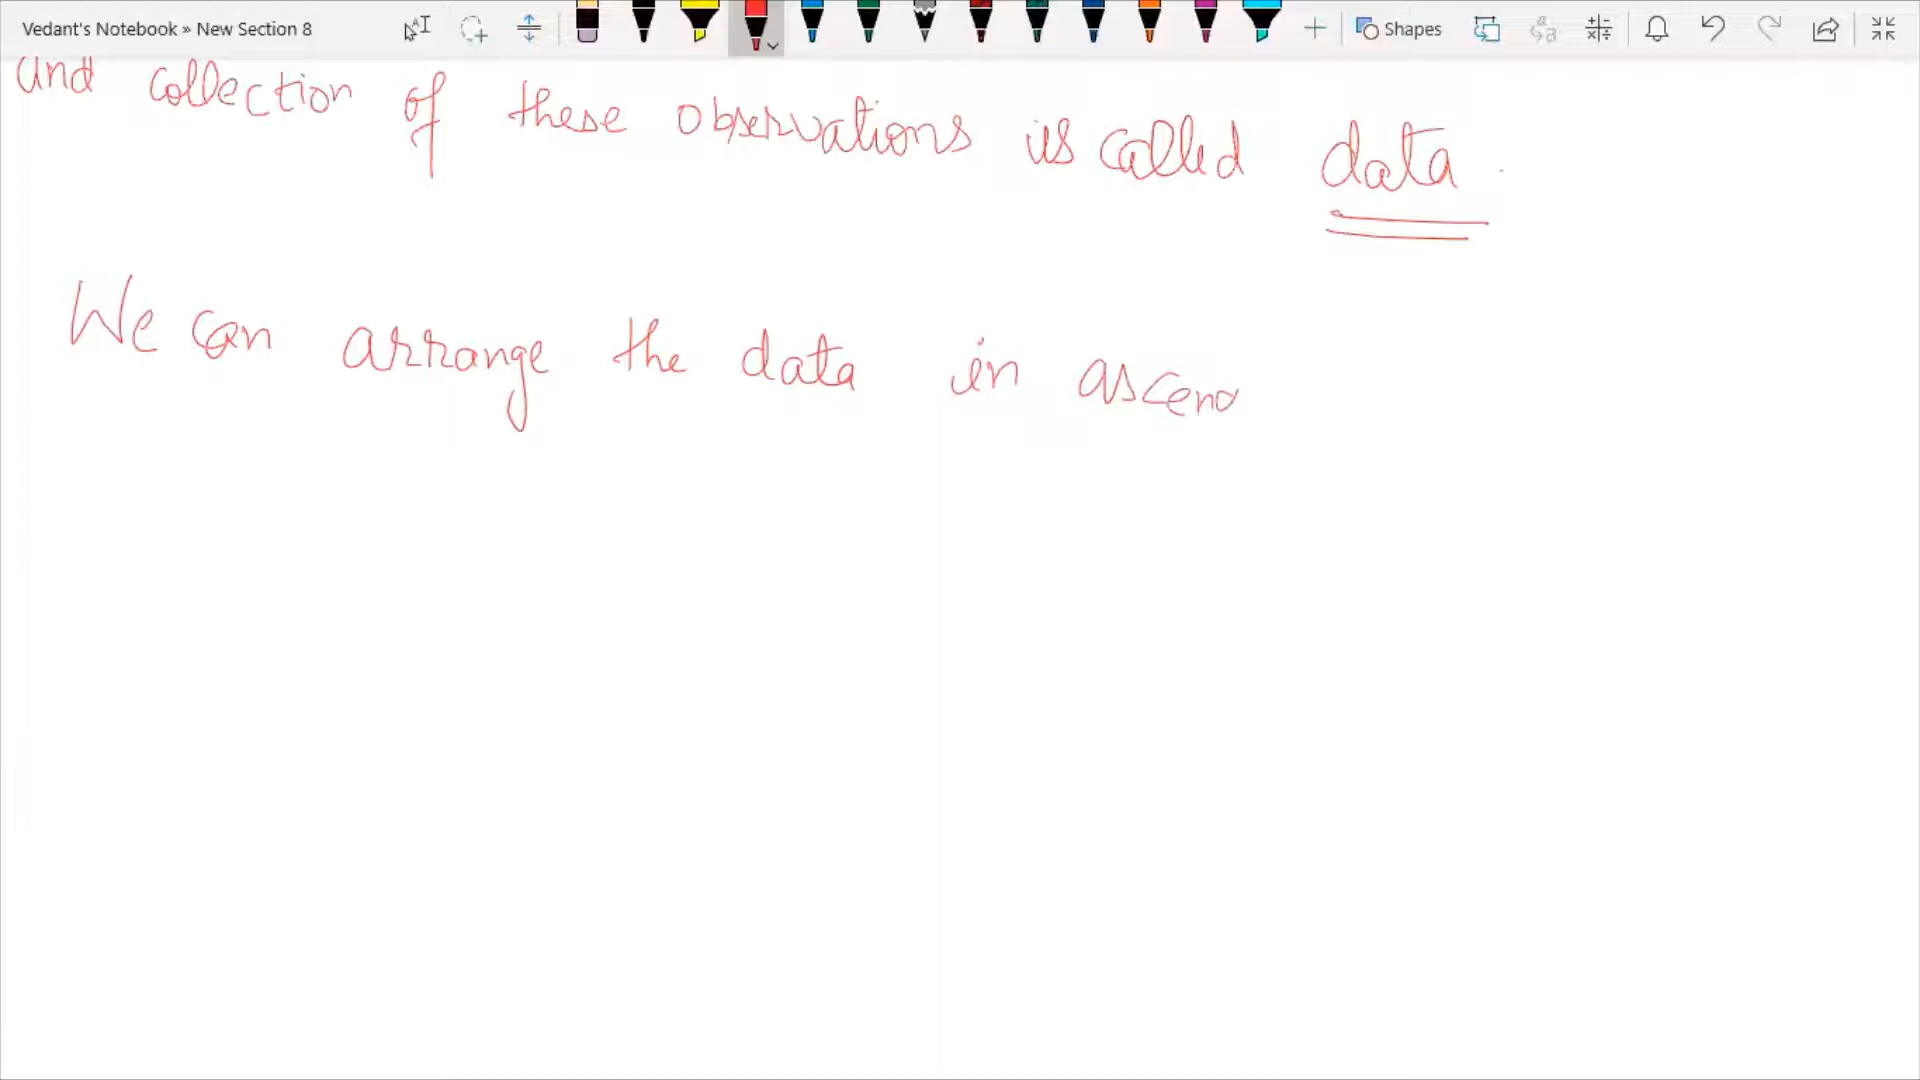 Vedant's Notebook » New Section 8
Shapes
and collection of these observations is called data.
We can arrange the data in ascen